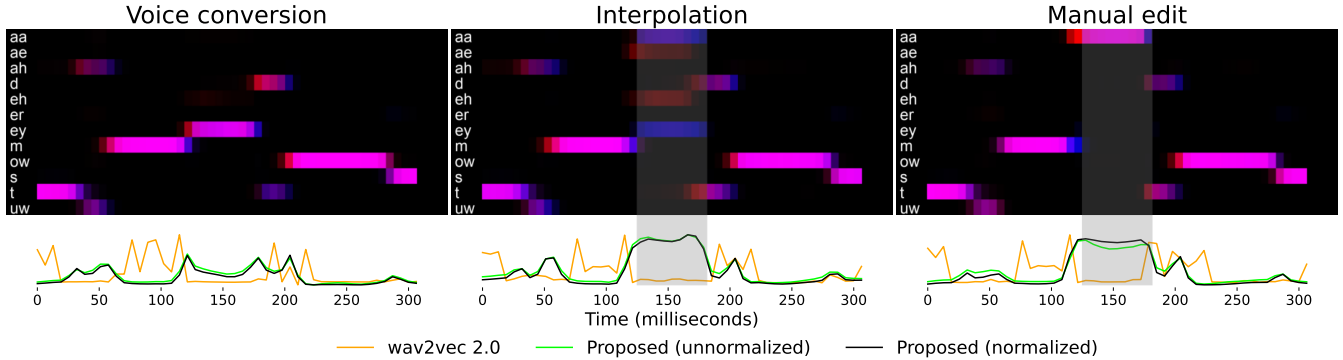 Voice conversion
Interpolation
Manual edit
aa
ae
ah
d
eh
er
ey
m
ow
s
t
uw
aa
ae
ah
d
eh
er
ey
m
ow
s
t
uw
aa
ae
ah
d
eh
er
ey
m
ow
s
t
uw
0 50 100 150 200 250 300
0 50 100 150 200 250 300
0 50 100 150 200 250 300
Time (milliseconds)
wav2vec 2.0 Proposed (unnormalized) Proposed (normalized)